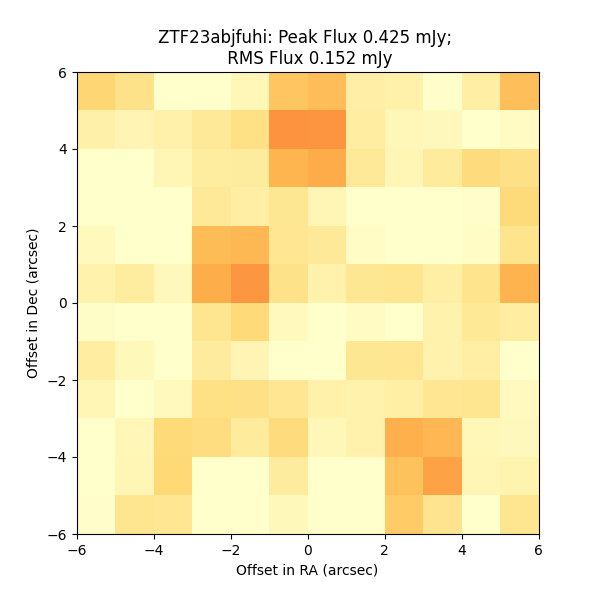 ZTF23abjfuhi: Peak Flux 0.425 mJy;
RMS Flux 0.152 mJy
6
4
2
0
−2
−4
−6
Offset in Dec (arcsec)
−6 −4 −2 0 2 4 6
Offset in RA (arcsec)